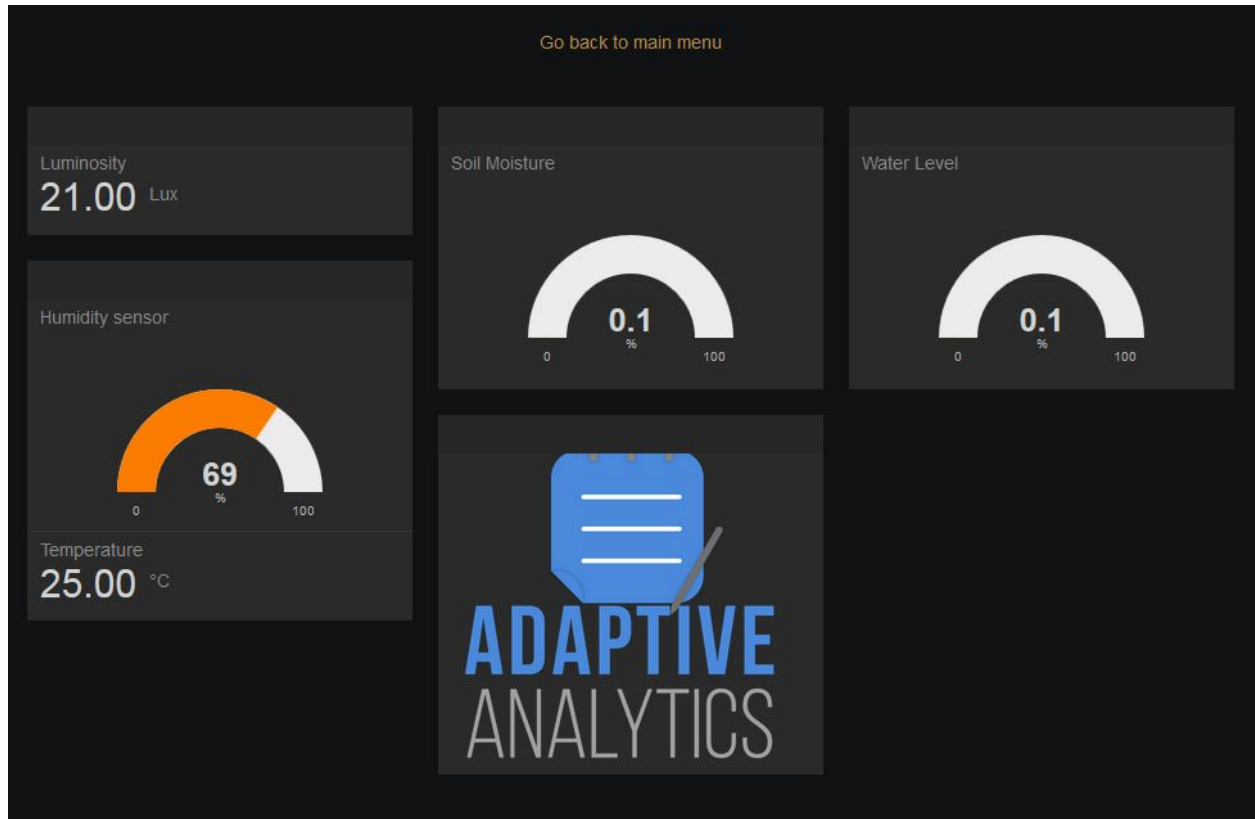 Go back to main menu
Luminosity
21.00 Lux
Humidity sensor
69
%
0 100
Temperature
25.00 °C
Soil Moisture
0.1
%
0 100
ADAPTIVE
ANALYTICS
Water Level
0.1
%
0 100